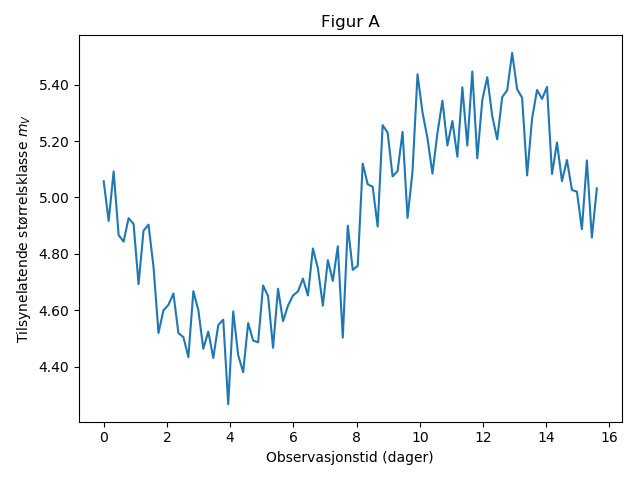 Figur A
Tilsynelatende størrelsklasse m_V
5.40
5.20
5.00
4.80
4.60
4.40
0 2 4 6 8 10 12 14 16
Observasjonstid (dager)